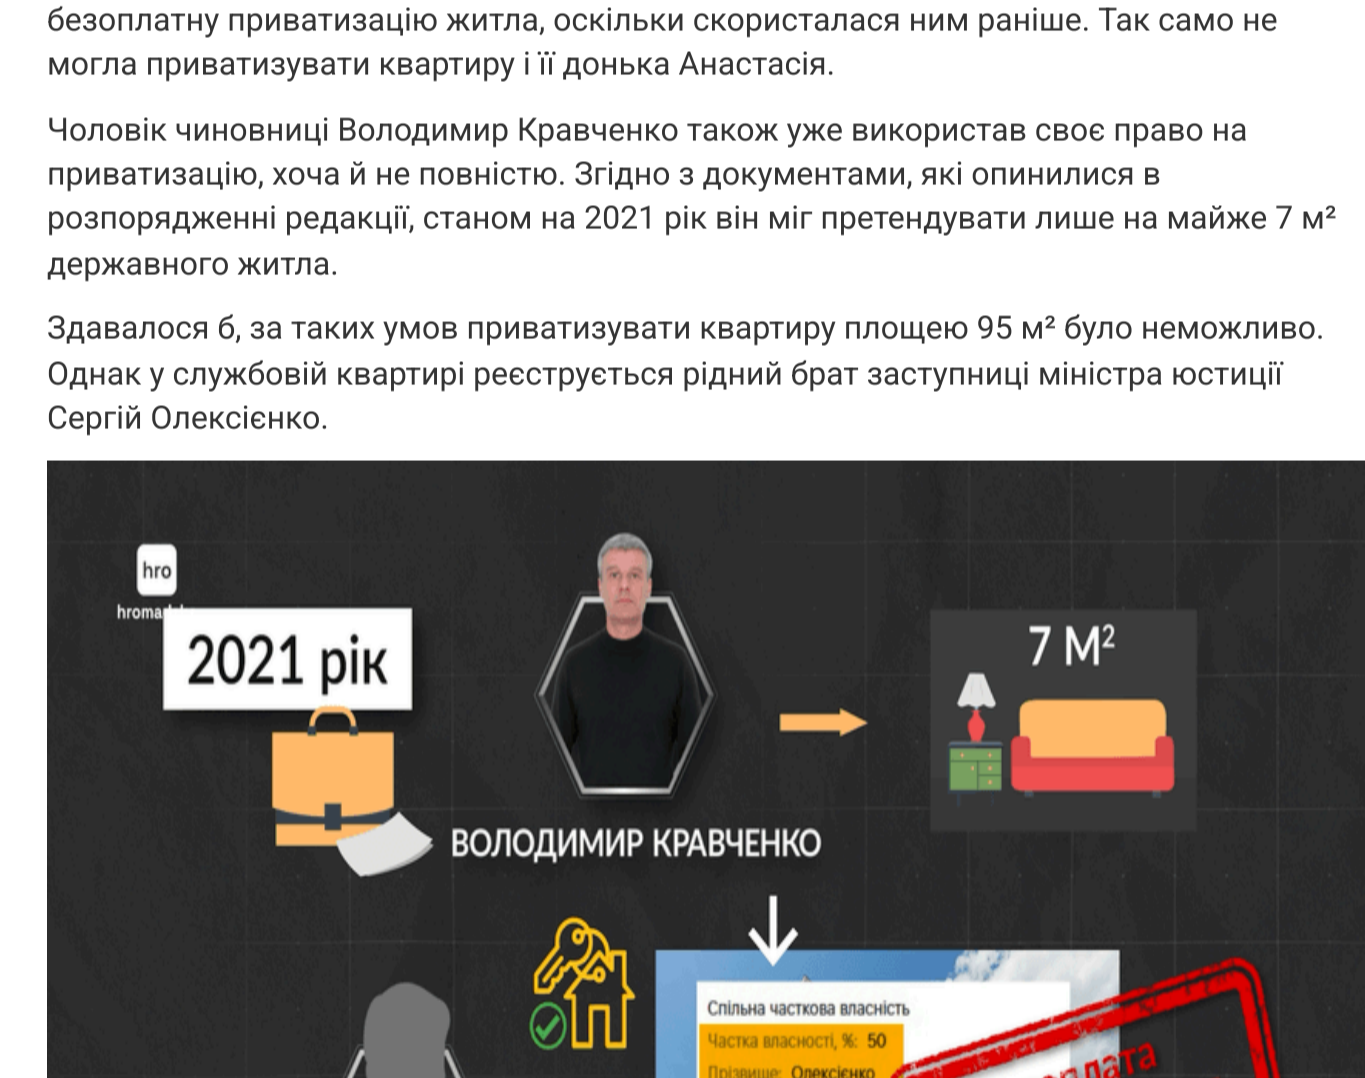 безоплатну приватизацію житла, оскільки скористалася ним раніше. Так само не
могла приватизувати квартиру і її донька Анастасія.
Чоловік чиновниці Володимир Кравченко також уже використав своє право на
приватизацію, хоча й не повністю. Згідно з документами, які опинилися в
розпорядженні редакції, станом на 2021 рік він міг претендувати лише на майже 7 м²
державного житла.
Здавалося б, за таких умов приватизувати квартиру площею 95 м² було неможливо.
Однак у службовій квартирі реєструється рідний брат заступниці міністра юстиції
Сергій Олексієнко.
hro
2021 рік
7 М²
ВОЛОДИМИР КРАВЧЕНКО
Спільна часткова власність
Частка власності, %: 50
Прізвище: Олексієнко